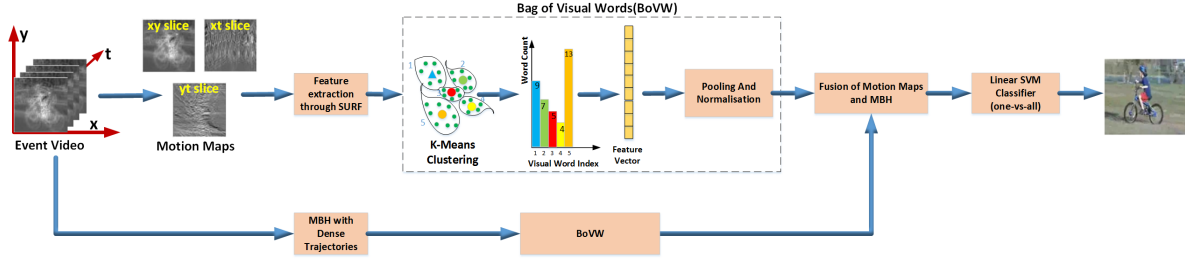 Bag of Visual Words(BoVW)
y
t
x
Event Video
xy slice
xt slice
yt slice
Motion Maps
Feature
extraction
through SURF
1
2
5
4
K-Means
Clustering
Word Count
9
7
5
4
13
1 2 3 4 5
Visual Word Index
Feature
Vector
Pooling And
Normalisation
Fusion of Motion Maps
and MBH
Linear SVM
Classifier
(one-vs-all)
MBH with
Dense
Trajectories
BoVW